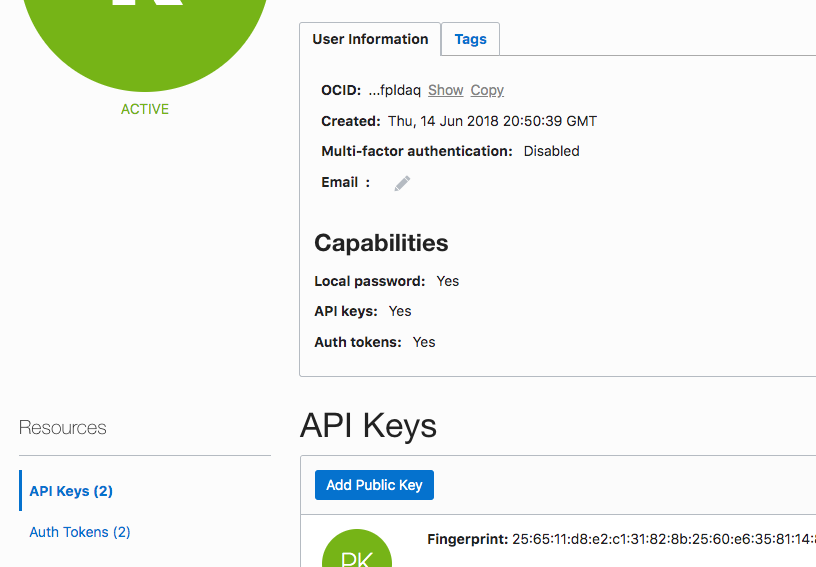 ACTIVE
User Information
Tags
OCID: ...fpldaq Show Copy
Created: Thu, 14 Jun 2018 20:50:39 GMT
Multi-factor authentication: Disabled
Email :
Capabilities
Local password: Yes
API keys: Yes
Auth tokens: Yes
Resources
API Keys (2)
Auth Tokens (2)
API Keys
Add Public Key
PK
Fingerprint: 25:65:11:d8:e2:c1:31:82:8b:25:60:e6:35:81:14: